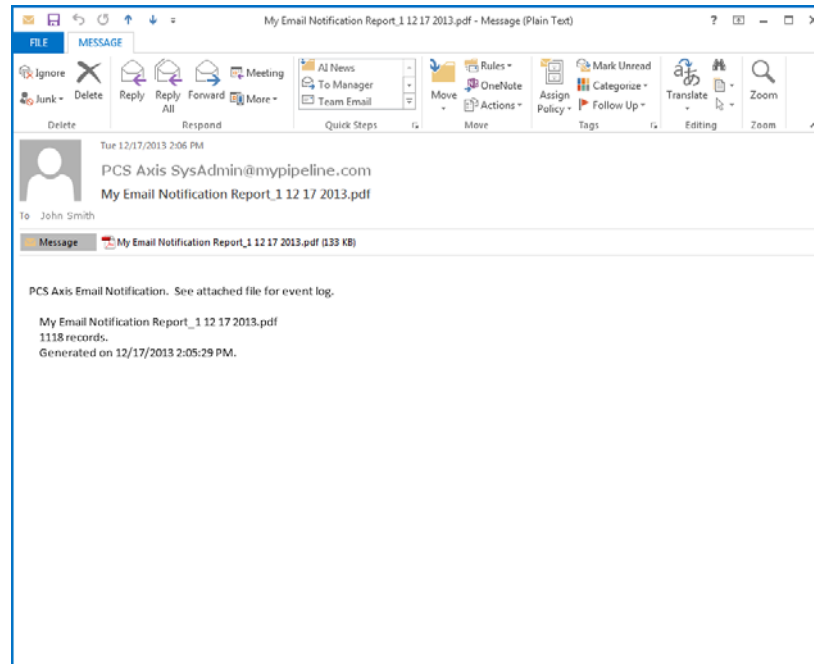 My Email Notification Report_1 12 17 2013.pdf - Message (Plain Text)
FILE MESSAGE
Ignore
Junk
Delete
Reply
Reply All
Forward
Meeting
More
AI News
To Manager
Team Email
Move
Rules
OneNote
Actions
Assign Policy
Mark Unread
Categorize
Follow Up
Translate
Zoom
Delete Respond Quick Steps Move Tags Editing Zoom
Tue 12/17/2013 2:06 PM
PCS Axis SysAdmin@mypipeline.com
My Email Notification Report_1 12 17 2013.pdf
To John Smith
Message My Email Notification Report_1 12 17 2013.pdf (133 KB)
PCS Axis Email Notification. See attached file for event log.
My Email Notification Report_1 12 17 2013.pdf
1118 records.
Generated on 12/17/2013 2:05:29 PM.